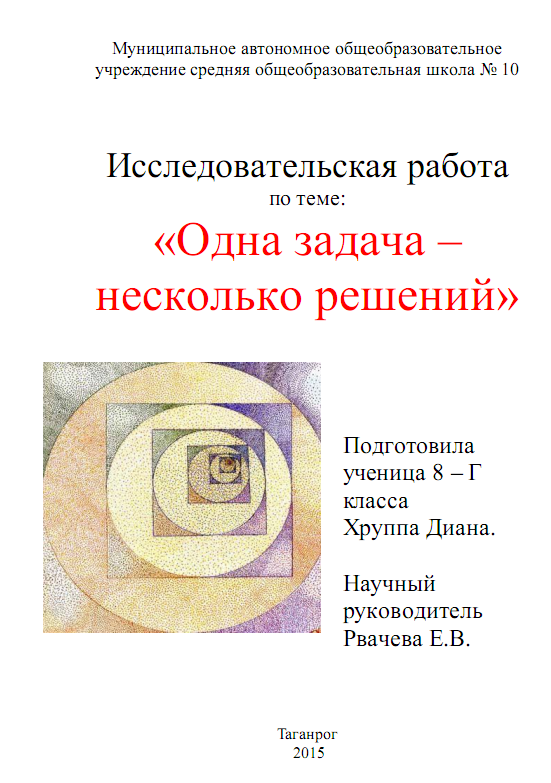 Муниципальное автономное общеобразовательное
учреждение средняя общеобразовательная школа № 10
Исследовательская работа
по теме:
«Одна задача –
несколько решений»
Подготовила
ученица 8 – Г
класса
Хруппа Диана.
Научный
руководитель
Рвачева Е.В.
Таганрог
2015